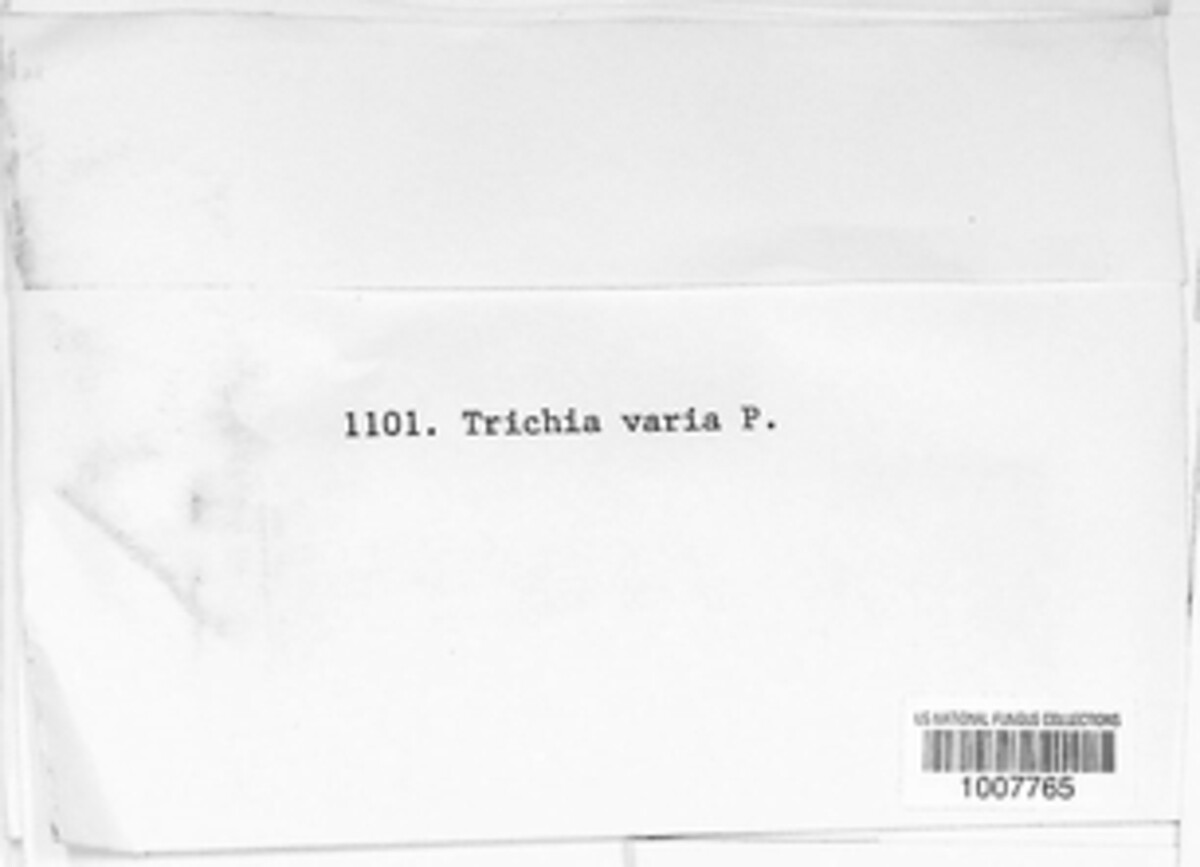 1101. Trichia varia P.
US NATIONAL FUNGUS COLLECTIONS
1007765